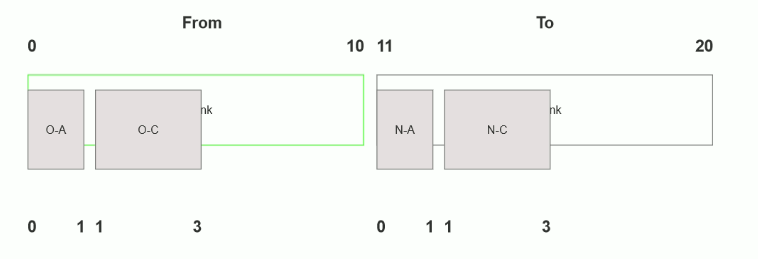 From To
0 10 11 20
nk nk
O-A O-C N-A N-C
0 1 1 3 0 1 1 3